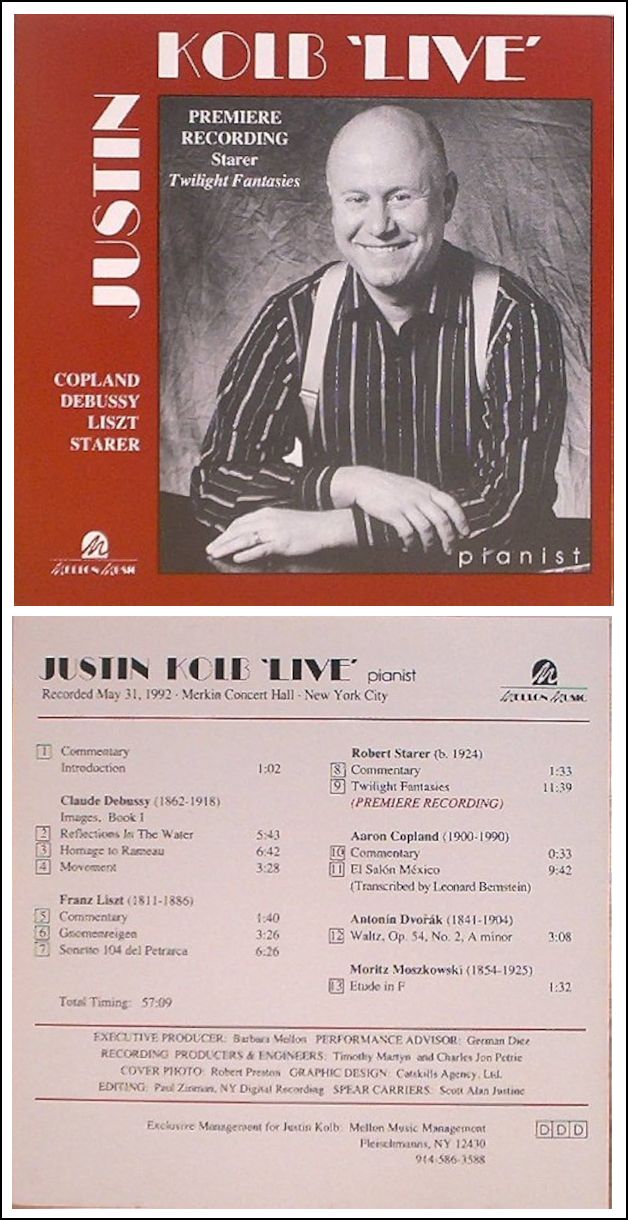 KOLB 'LIVE'
JUSTIN
PREMIERE
RECORDING
Starer
Twilight Fantasies
COPLAND
DEBUSSY
LISZT
STARER
MELLON MUSIC
pianist
JUSTIN KOLB 'LIVE' pianist
Recorded May 31, 1992 · Merkin Concert Hall · New York City
MELLON MUSIC
1 Commentary
Introduction 1:02
Claude Debussy (1862-1918)
Images, Book I
2 Reflections In The Water 5:43
3 Homage to Rameau 6:42
4 Movement 3:28
Franz Liszt (1811-1886)
5 Commentary 1:40
6 Gnomenreigen 3:26
7 Sonetto 104 del Petrarca 6:26
Total Timing: 57:09
Robert Starer (b. 1924)
8 Commentary 1:33
9 Twilight Fantasies 11:39
(PREMIERE RECORDING)
Aaron Copland (1900-1990)
10 Commentary 0:33
11 El Salón México 9:42
(Transcribed by Leonard Bernstein)
Antonín Dvořák (1841-1904)
12 Waltz, Op. 54, No. 2, A minor 3:08
Moritz Moszkowski (1854-1925)
13 Etude in F 1:32
EXECUTIVE PRODUCER: Barbara Mellon PERFORMANCE ADVISOR: German Diez
RECORDING PRODUCERS & ENGINEERS: Timothy Martyn and Charles Jon Petrie
COVER PHOTO: Robert Preston GRAPHIC DESIGN: Catskills Agency, Ltd.
EDITING: Paul Zinman, NY Digital Recording SPEAR CARRIERS: Scott Alan Justine
Exclusive Management for Justin Kolb: Mellon Music Management
Fleischmanns, NY 12430
914-586-3588
DDD